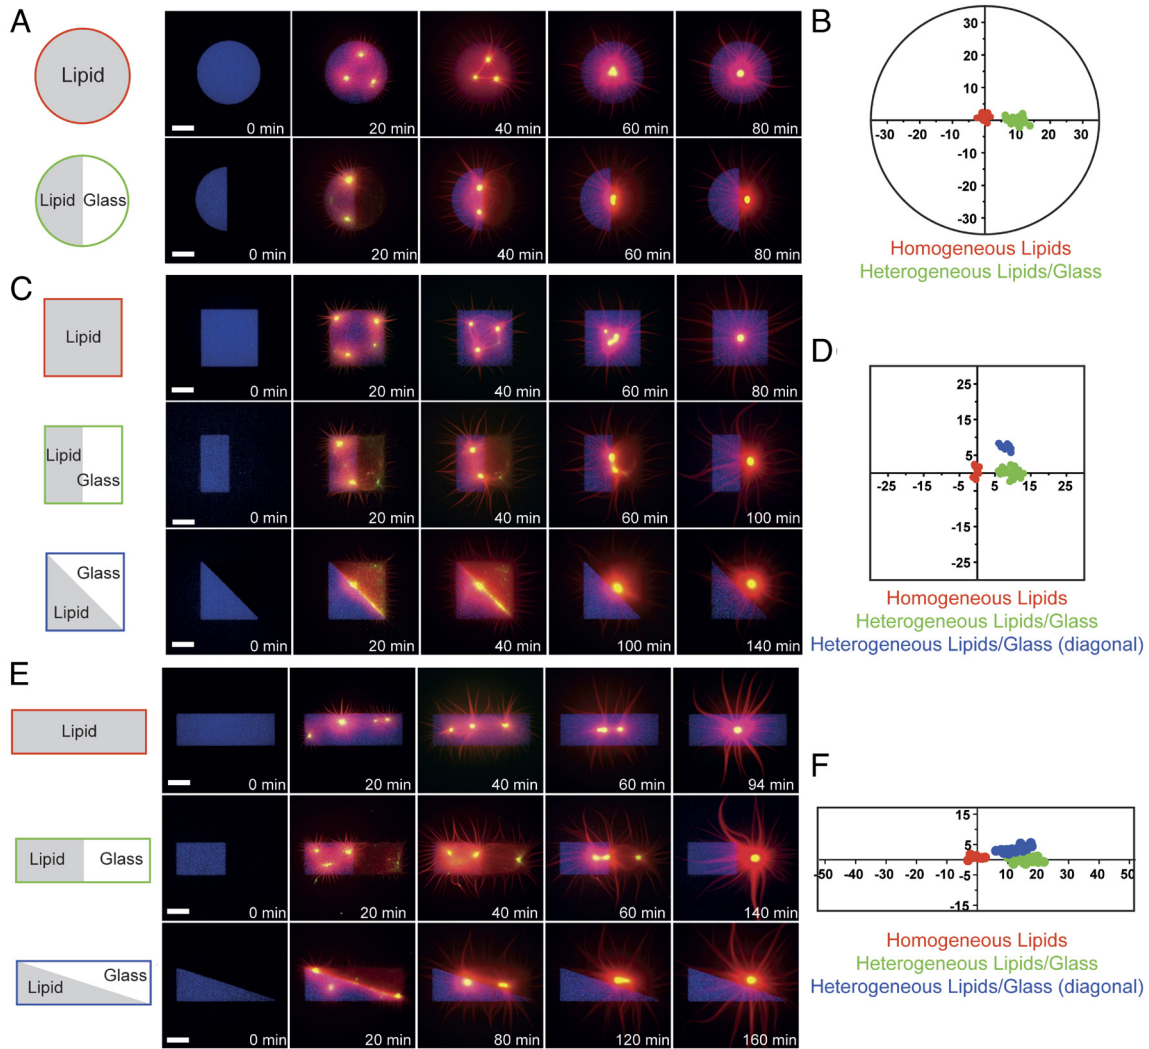 A
Lipid
0 min
20 min
40 min
60 min
80 min
Lipid
Glass
0 min
20 min
40 min
60 min
80 min
B
30
20
10
-30
-20
-10
10
20
30
-10
-20
-30
Homogeneous Lipids
Heterogeneous Lipids/Glass
C
Lipid
0 min
20 min
40 min
60 min
80 min
Lipid
Glass
0 min
20 min
40 min
60 min
100 min
Glass
Lipid
0 min
20 min
40 min
100 min
140 min
D
25
15
5
-25
-15
-5
5
15
25
-5
-15
-25
Homogeneous Lipids
Heterogeneous Lipids/Glass
Heterogeneous Lipids/Glass (diagonal)
E
Lipid
0 min
20 min
40 min
60 min
94 min
Lipid
Glass
0 min
20 min
40 min
60 min
140 min
Glass
Lipid
0 min
20 min
80 min
120 min
160 min
F
15
5
-50
-40
-30
-20
-10
10
20
30
40
50
-5
-15
Homogeneous Lipids
Heterogeneous Lipids/Glass
Heterogeneous Lipids/Glass (diagonal)